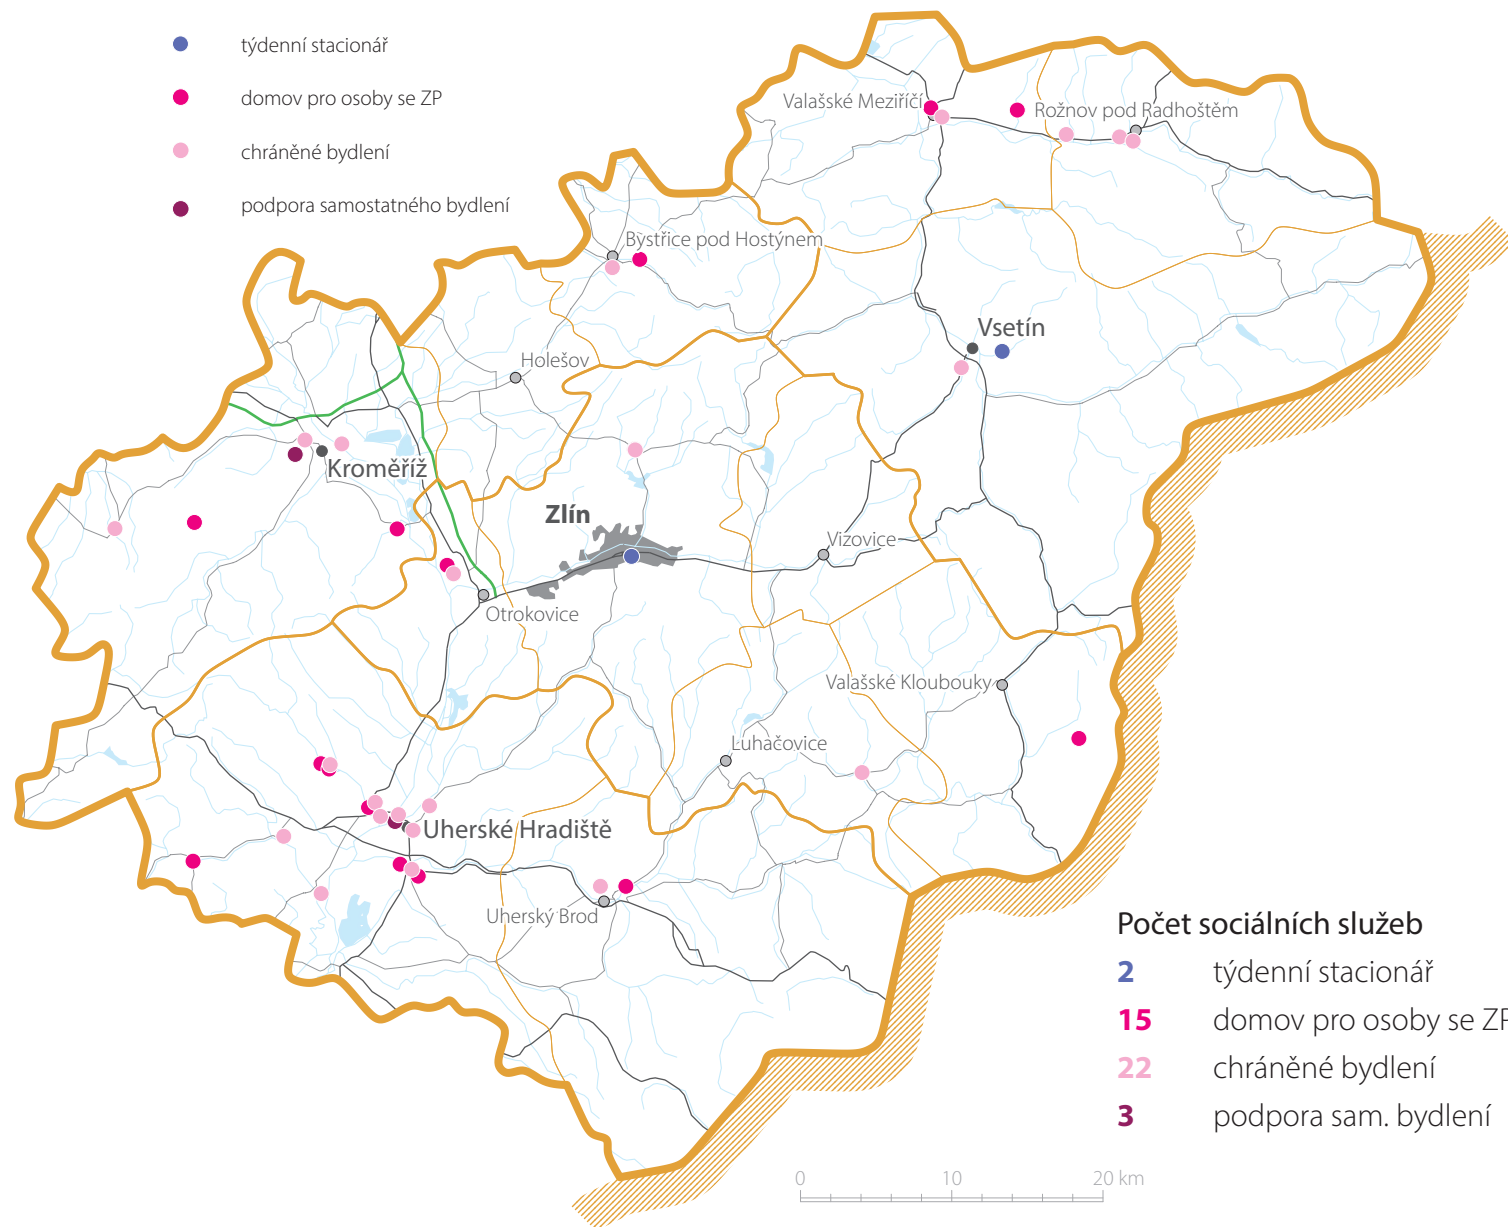 týdenní stacionář
domov pro osoby se ZP
chráněné bydlení
podpora samostatného bydlení
Valašské Meziříčí
Rožnov pod Radhoštěm
Bystřice pod Hostýnem
Vsetín
Holešov
Kroměříž
Zlín
Vizovice
Otrokovice
Valašské Kloubouky
Luhačovice
Uherské Hradiště
Uherský Brod
Počet sociálních služeb
2 týdenní stacionář
15 domov pro osoby se ZP
22 chráněné bydlení
3 podpora sam. bydlení
0 10 20 km